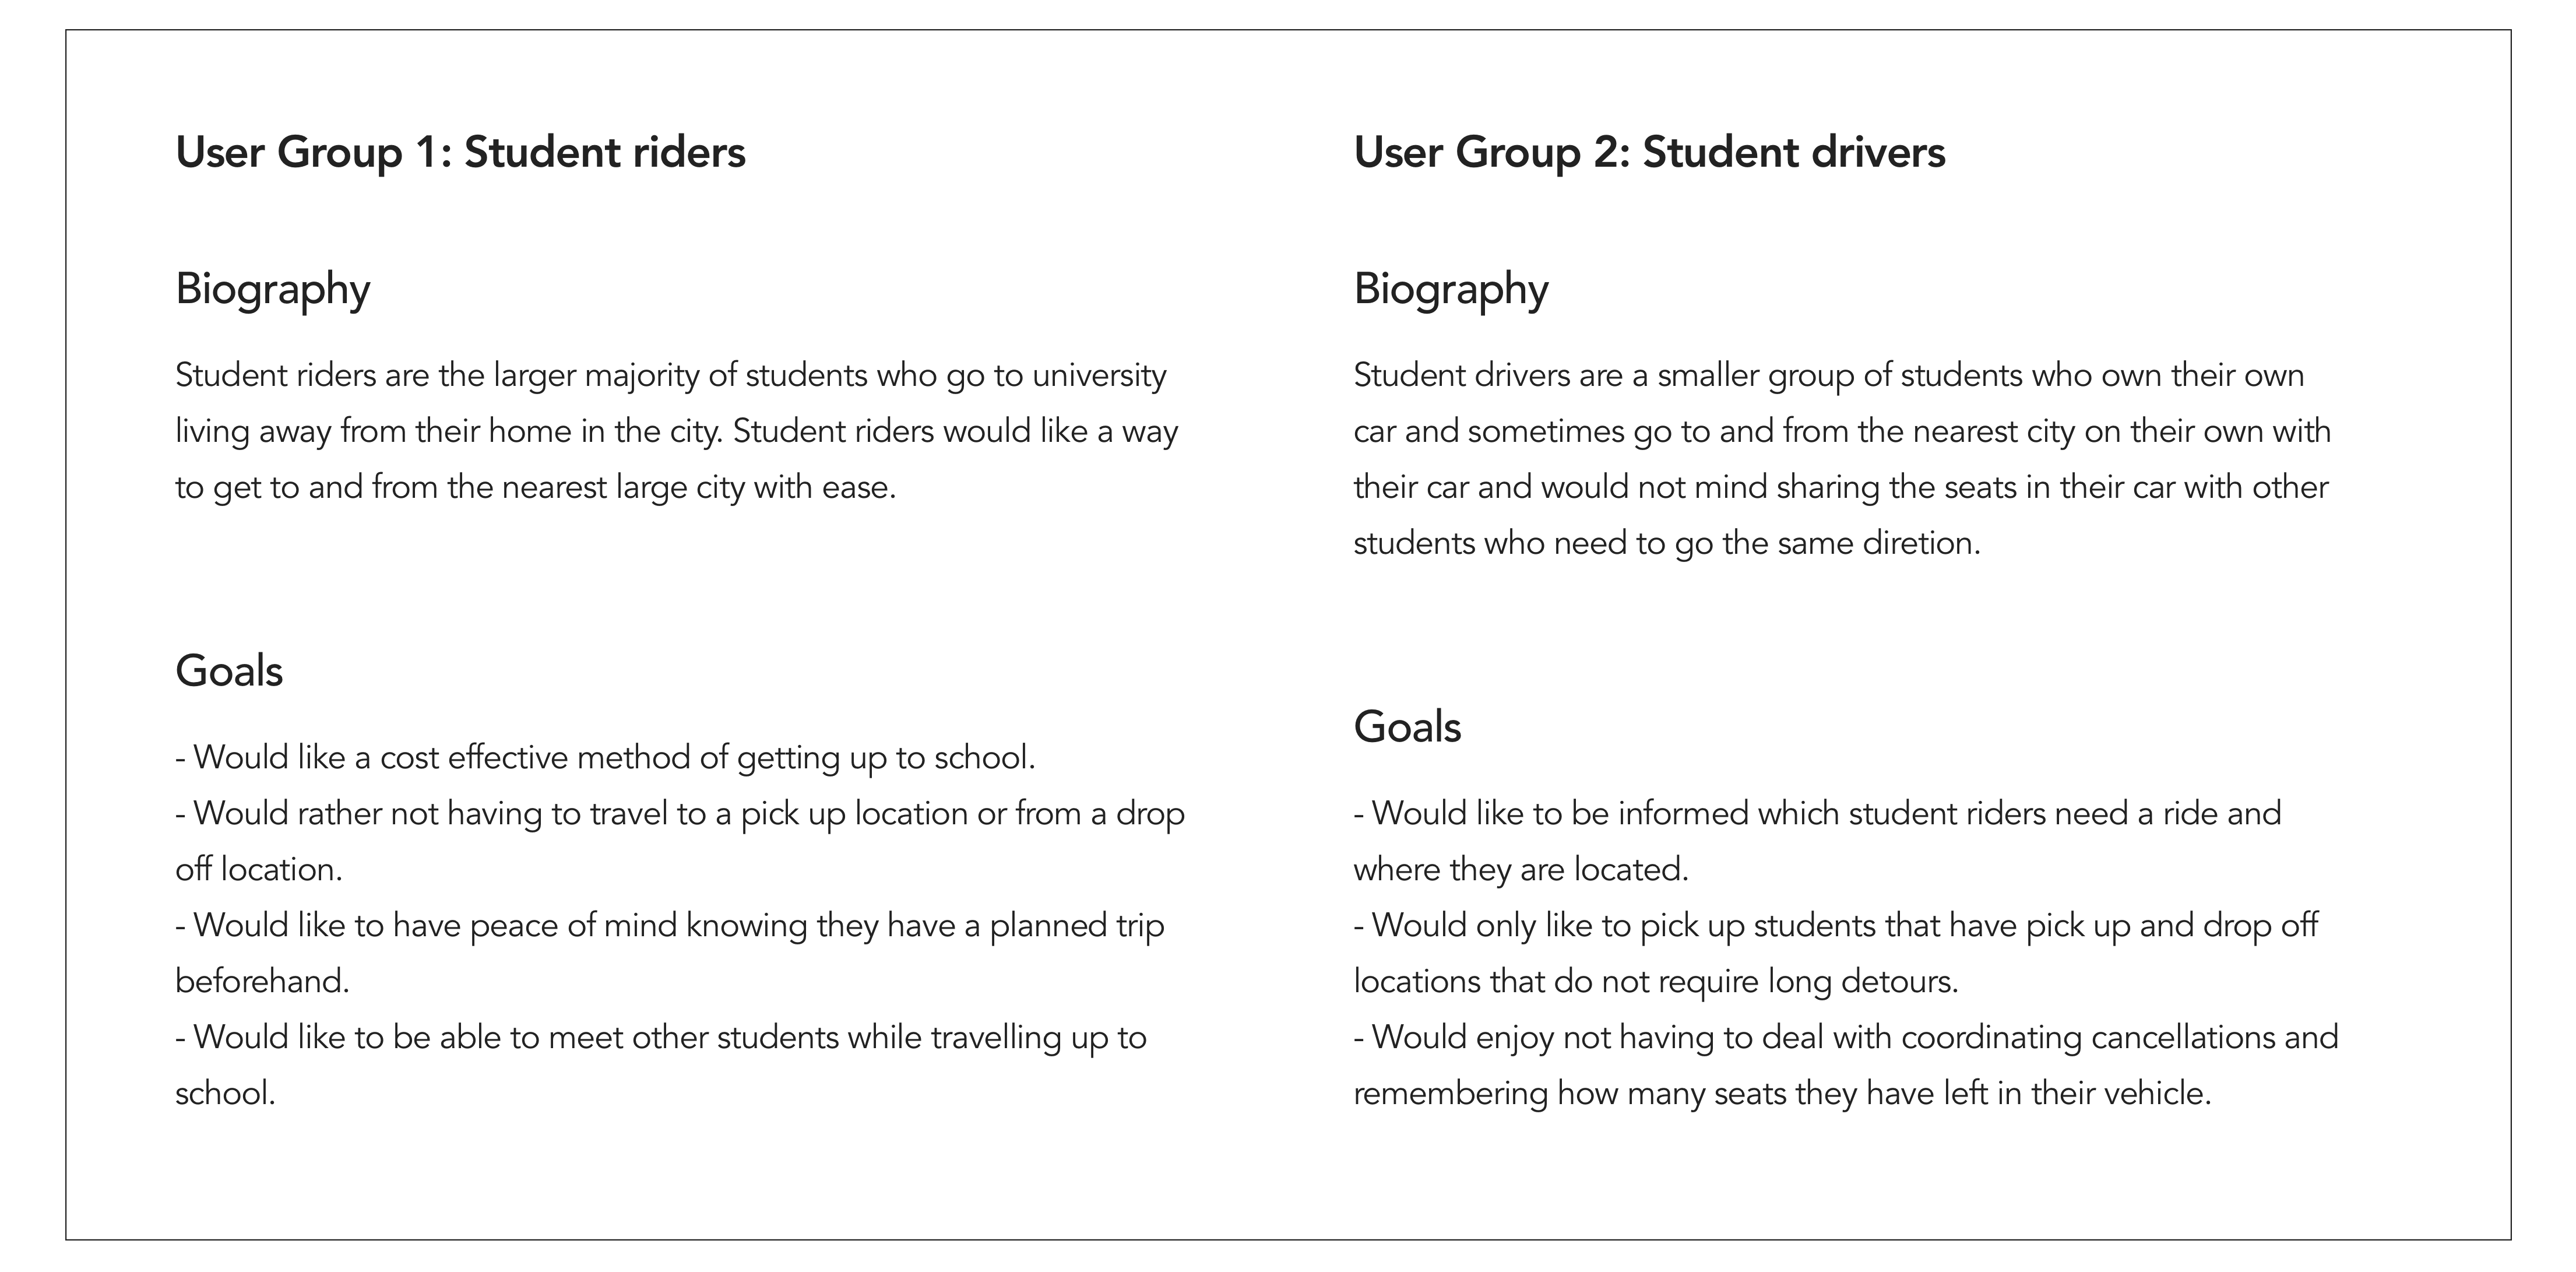 User Group 1: Student riders
Biography
Student riders are the larger majority of students who go to university
living away from their home in the city. Student riders would like a way
to get to and from the nearest large city with ease.
Goals
- Would like a cost effective method of getting up to school.
- Would rather not having to travel to a pick up location or from a drop
off location.
- Would like to have peace of mind knowing they have a planned trip
beforehand.
- Would like to be able to meet other students while travelling up to
school.
User Group 2: Student drivers
Biography
Student drivers are a smaller group of students who own their own
car and sometimes go to and from the nearest city on their own with
their car and would not mind sharing the seats in their car with other
students who need to go the same diretion.
Goals
- Would like to be informed which student riders need a ride and
where they are located.
- Would only like to pick up students that have pick up and drop off
locations that do not require long detours.
- Would enjoy not having to deal with coordinating cancellations and
remembering how many seats they have left in their vehicle.